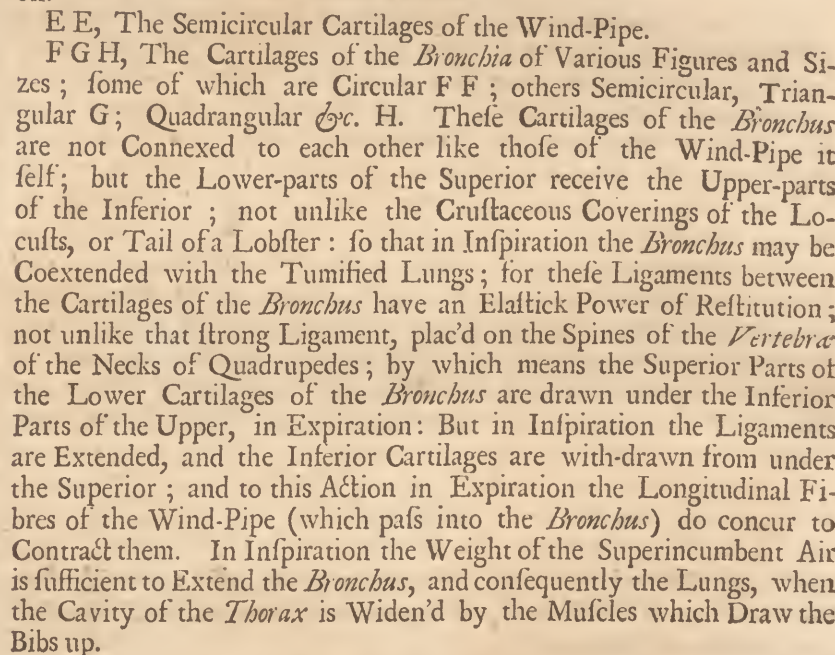 E E, The Semicircular Cartilages of the Wind-Pipe.
F G H, The Cartilages of the Bronchia of Various Figures and Si-
zes ; ſome of which are Circular F F ; others Semicircular, Trian-
gular G ; Quadrangular &c. H. Theſe Cartilages of the Bronchus
are not Connexed to each other like thoſe of the Wind-Pipe it
ſelf ; but the Lower-parts of the Superior receive the Upper-parts
of the Inferior ; not unlike the Cruſtaceous Coverings of the Lo-
cuſts, or Tail of a Lobſter : ſo that in Inſpiration the Bronchus may be
Coextended with the Tumified Lungs ; for theſe Ligaments between
the Cartilages of the Bronchus have an Elaſtick Power of Reſtitution ;
not unlike that ſtrong Ligament, plac'd on the Spines of the Vertebræ
of the Necks of Quadrupedes ; by which means the Superior Parts of
the Lower Cartilages of the Bronchus are drawn under the Inferior
Parts of the Upper, in Expiration : But in Inſpiration the Ligaments
are Extended, and the Inferior Cartilages are with-drawn from under
the Superior ; and to this Action in Expiration the Longitudinal Fi-
bres of the Wind-Pipe (which paſs into the Bronchus) do concur to
Contract them. In Inſpiration the Weight of the Superincumbent Air
is ſufficient to Extend the Bronchus, and conſequently the Lungs, when
the Cavity of the Thorax is Widen'd by the Muſcles which Draw the
Bibs up.